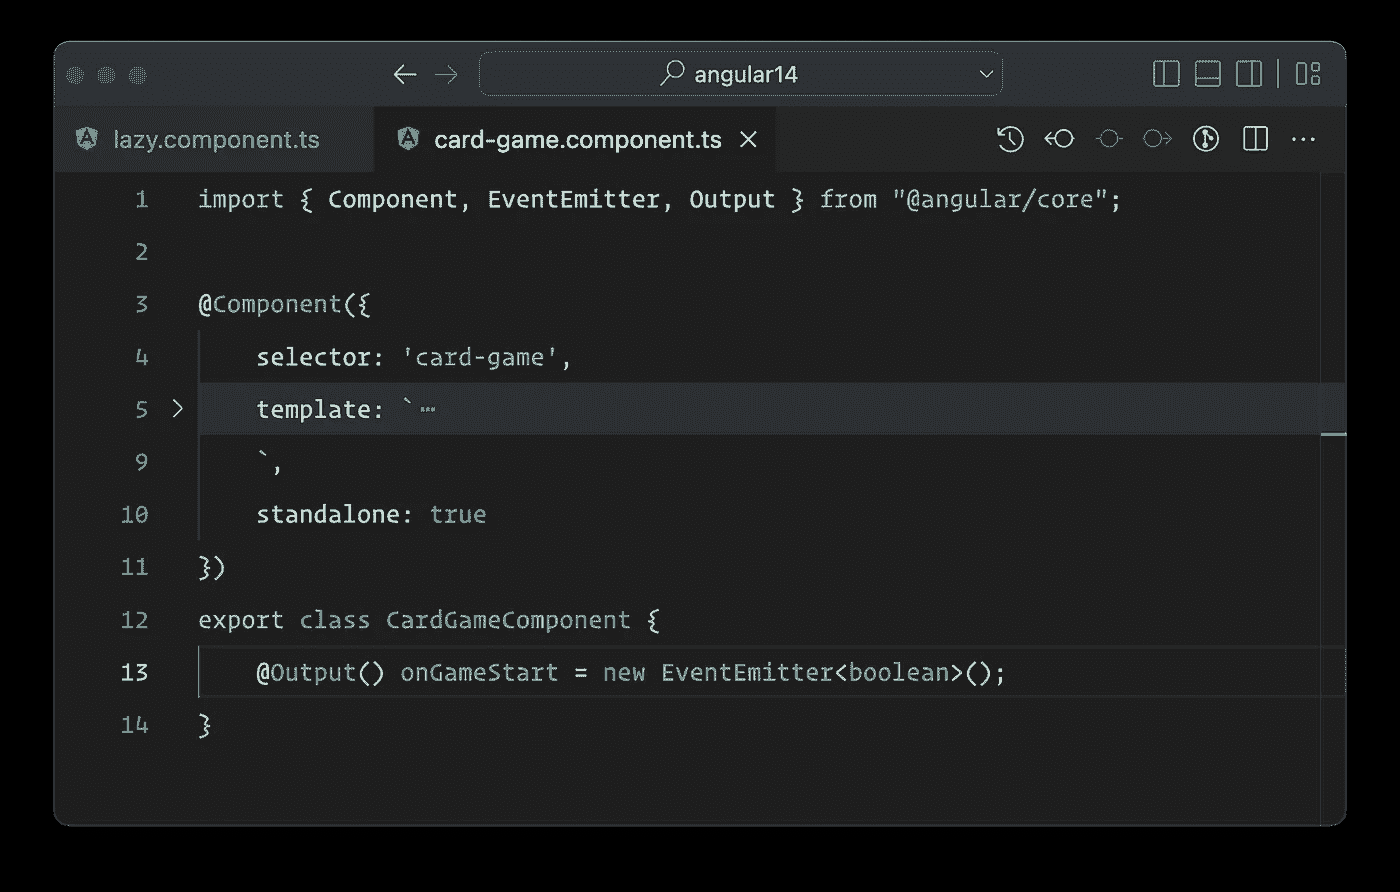 angular14
lazy.component.ts card-game.component.ts
1 import { Component, EventEmitter, Output } from "@angular/core";
2
3 @Component({
4 selector: 'card-game',
5 template: `…
9 `,
10 standalone: true
11 })
12 export class CardGameComponent {
13 @Output() onGameStart = new EventEmitter<boolean>();
14 }